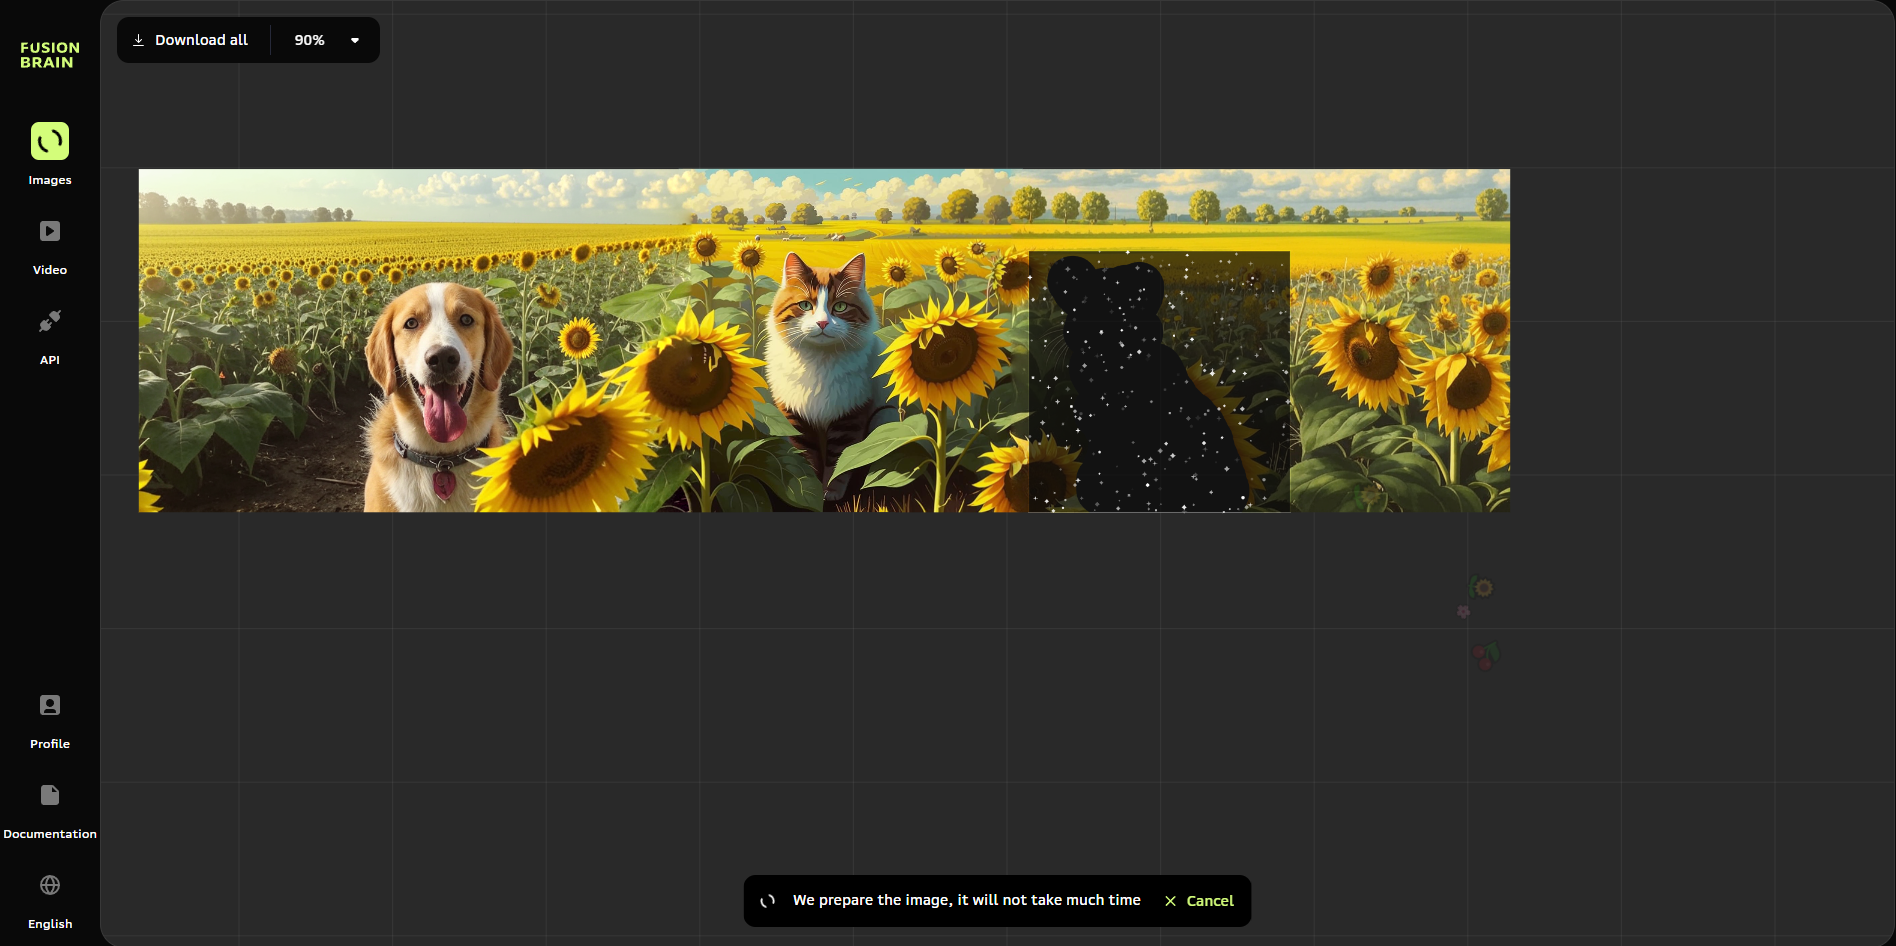 FUSION
BRAIN
Download all
90%
Images
Video
API
Profile
Documentation
English
We prepare the image, it will not take much time
Cancel